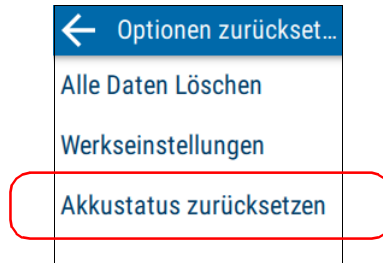 Optionen zurückset...
Alle Daten Löschen
Werkseinstellungen
Akkustatus zurücksetzen